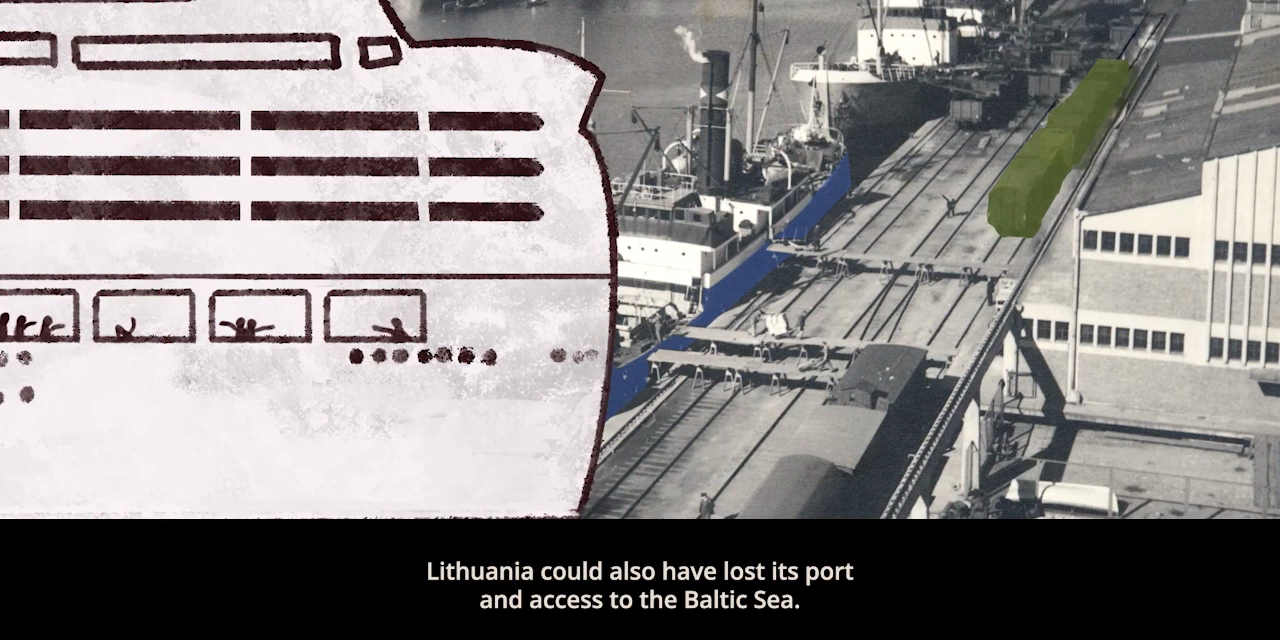 Lithuania could also have lost its port
and access to the Baltic Sea.